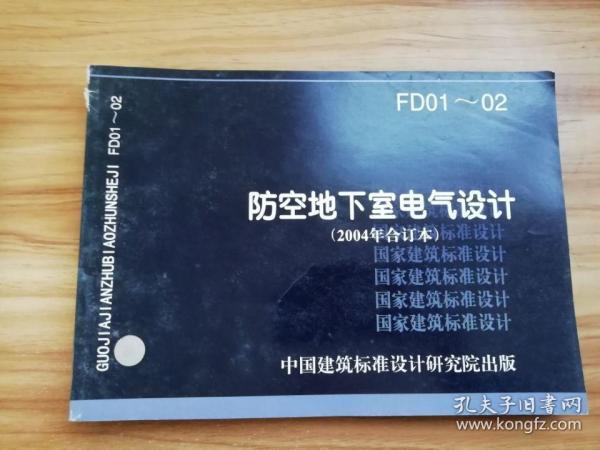 FD01～02
GUOJIAJIANZHUBIAOZHUNSHEJI FD01～02
防空地下室电气设计
(2004年合订本)
国家建筑标准设计
国家建筑标准设计
国家建筑标准设计
国家建筑标准设计
中国建筑标准设计研究院出版
孔夫子旧书网
www.kongfz.com